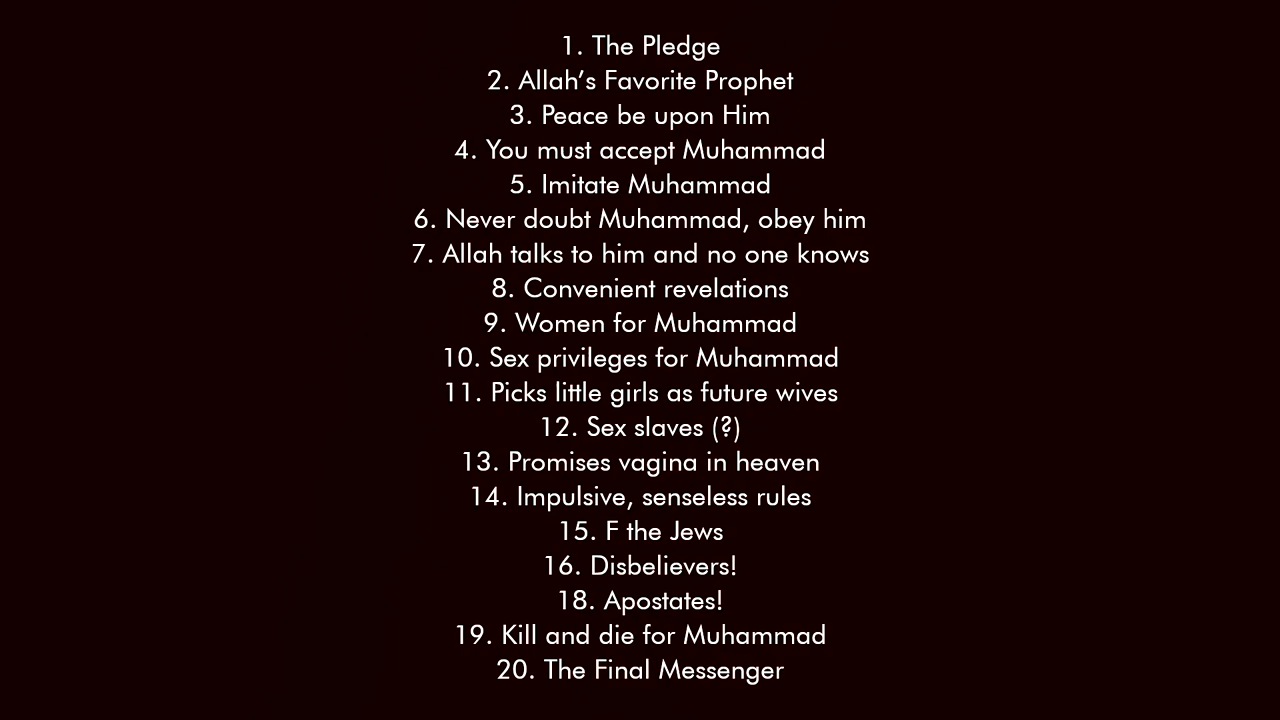 1. The Pledge
2. Allah’s Favorite Prophet
3. Peace be upon Him
4. You must accept Muhammad
5. Imitate Muhammad
6. Never doubt Muhammad, obey him
7. Allah talks to him and no one knows
8. Convenient revelations
9. Women for Muhammad
10. Sex privileges for Muhammad
11. Picks little girls as future wives
12. Sex slaves (?)
13. Promises vagina in heaven
14. Impulsive, senseless rules
15. F the Jews
16. Disbelievers!
18. Apostates!
19. Kill and die for Muhammad
20. The Final Messenger